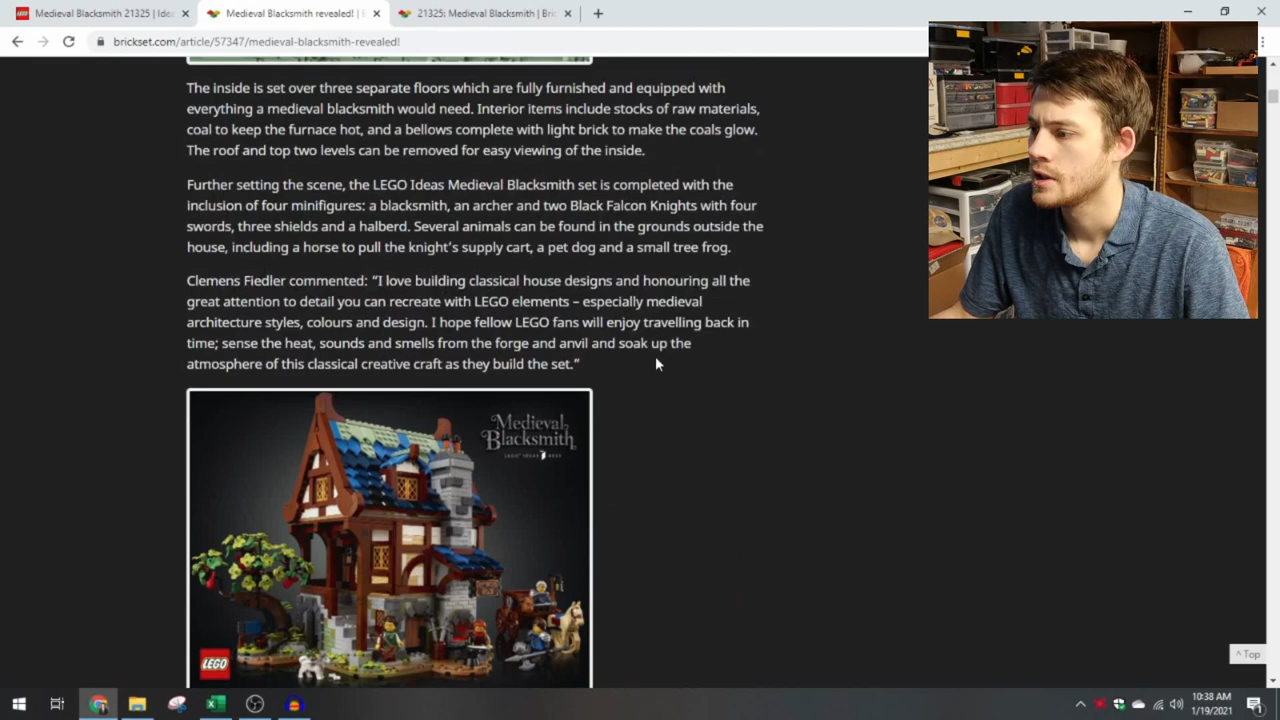 Medieval Blacksmith 21325 | Idea
Medieval Blacksmith revealed! | B
21325: Medieval Blacksmith | Bric
brickset.com/article/57347/medieval-blacksmith-revealed!
The inside is set over three separate floors which are fully furnished and equipped with
everything a medieval blacksmith would need. Interior items include stocks of raw materials,
coal to keep the furnace hot, and a bellows complete with light brick to make the coals glow.
The roof and top two levels can be removed for easy viewing of the inside.
Further setting the scene, the LEGO Ideas Medieval Blacksmith set is completed with the
inclusion of four minifigures: a blacksmith, an archer and two Black Falcon Knights with four
swords, three shields and a halberd. Several animals can be found in the grounds outside the
house, including a horse to pull the knight's supply cart, a pet dog and a small tree frog.
Clemens Fiedler commented: “I love building classical house designs and honouring all the
great attention to detail you can recreate with LEGO elements – especially medieval
architecture styles, colours and design. I hope fellow LEGO fans will enjoy travelling back in
time; sense the heat, sounds and smells from the forge and anvil and soak up the
atmosphere of this classical creative craft as they build the set.”
Medieval
Blacksmith
LEGO
^ Top
10:38 AM
1/19/2021